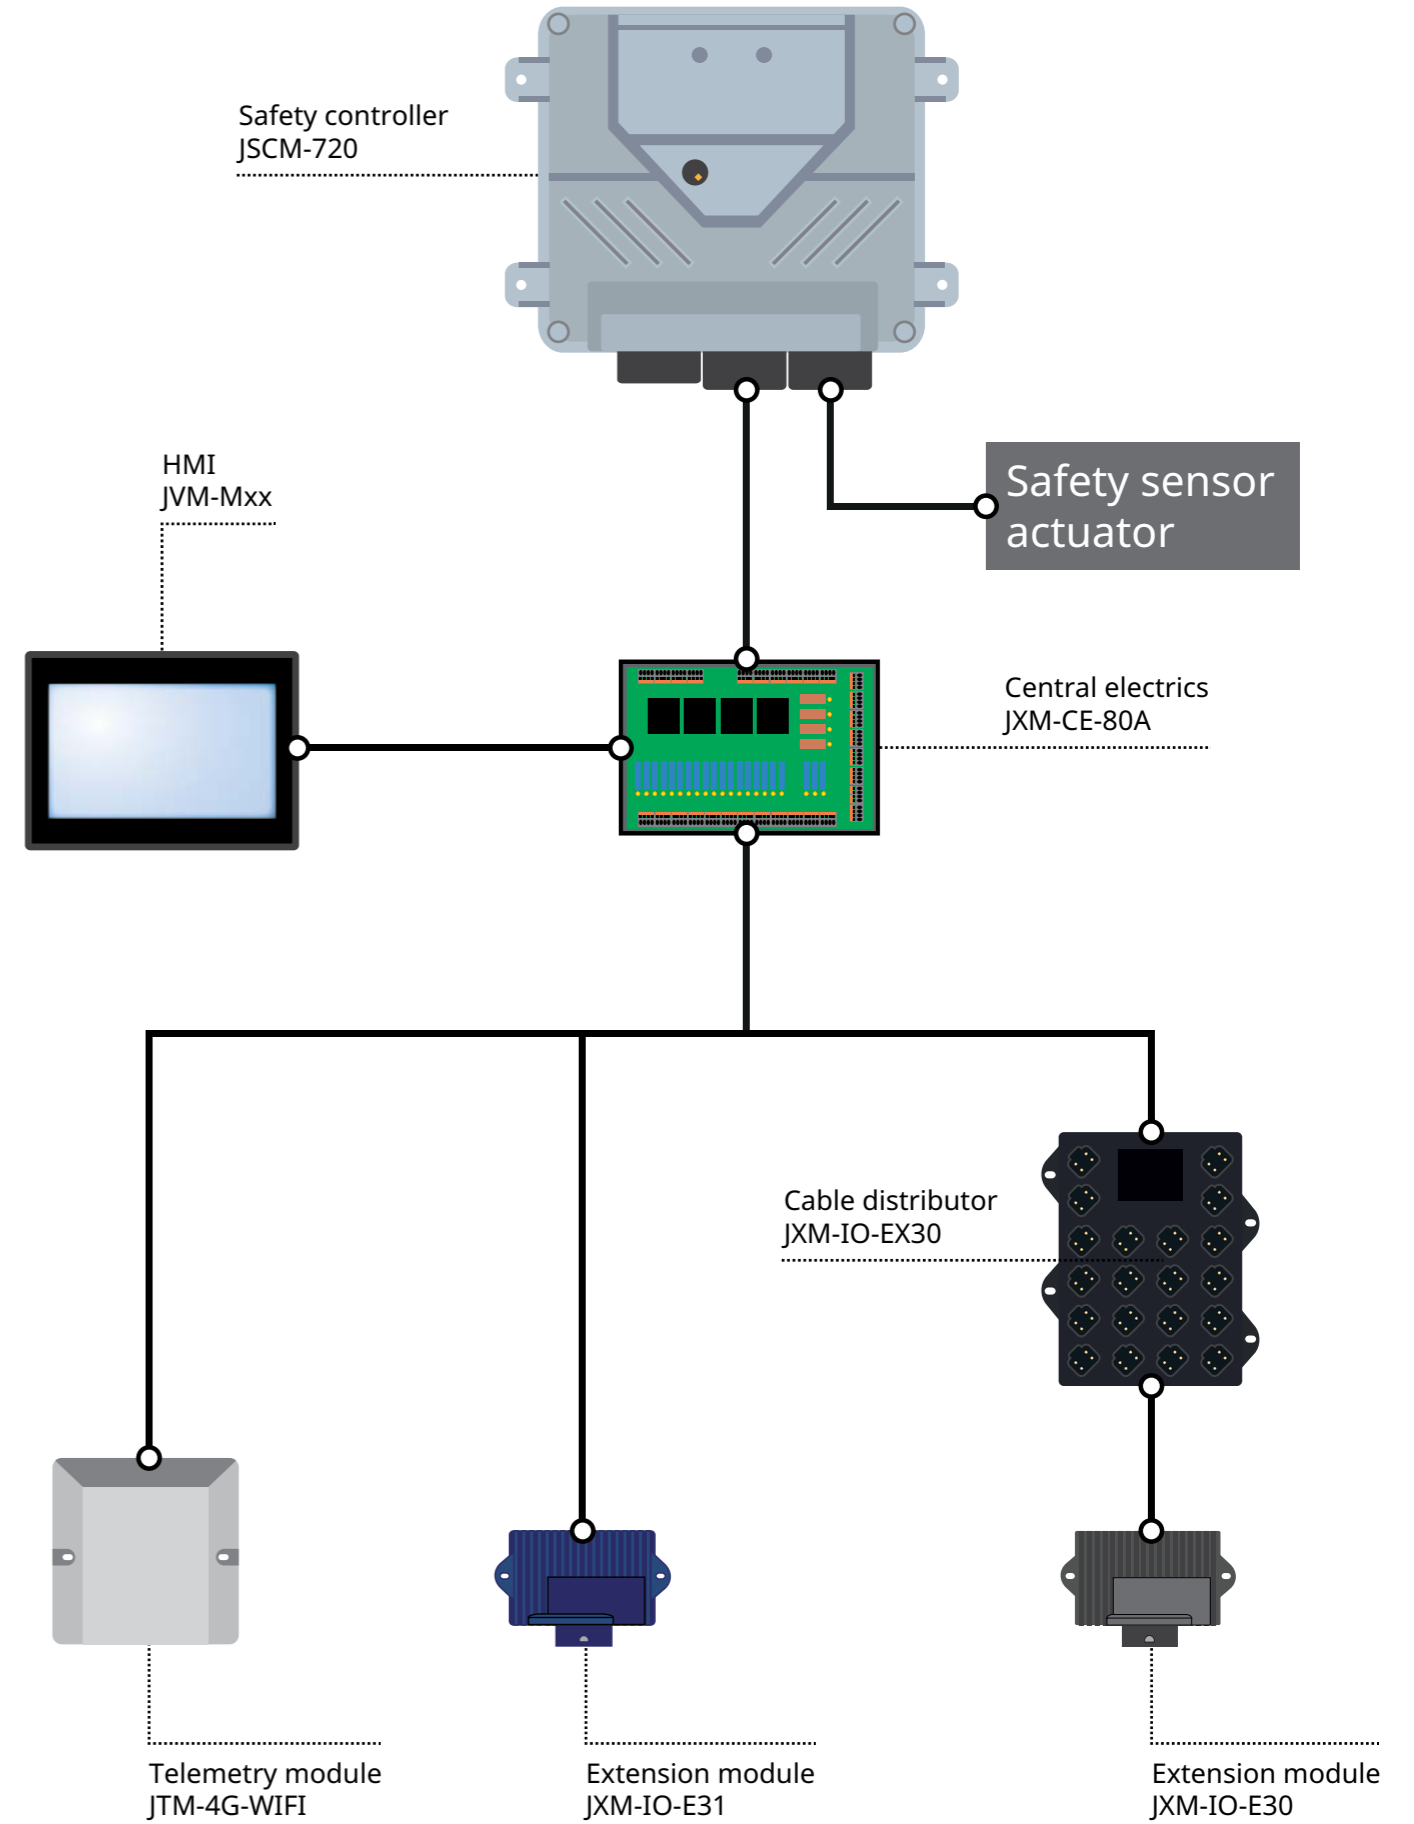 Safety controller
JSCM-720
HMI
JVM-Mxx
Safety sensor
actuator
Central electrics
JXM-CE-80A
Cable distributor
JXM-IO-EX30
Telemetry module
JTM-4G-WIFI
Extension module
JXM-IO-E31
Extension module
JXM-IO-E30